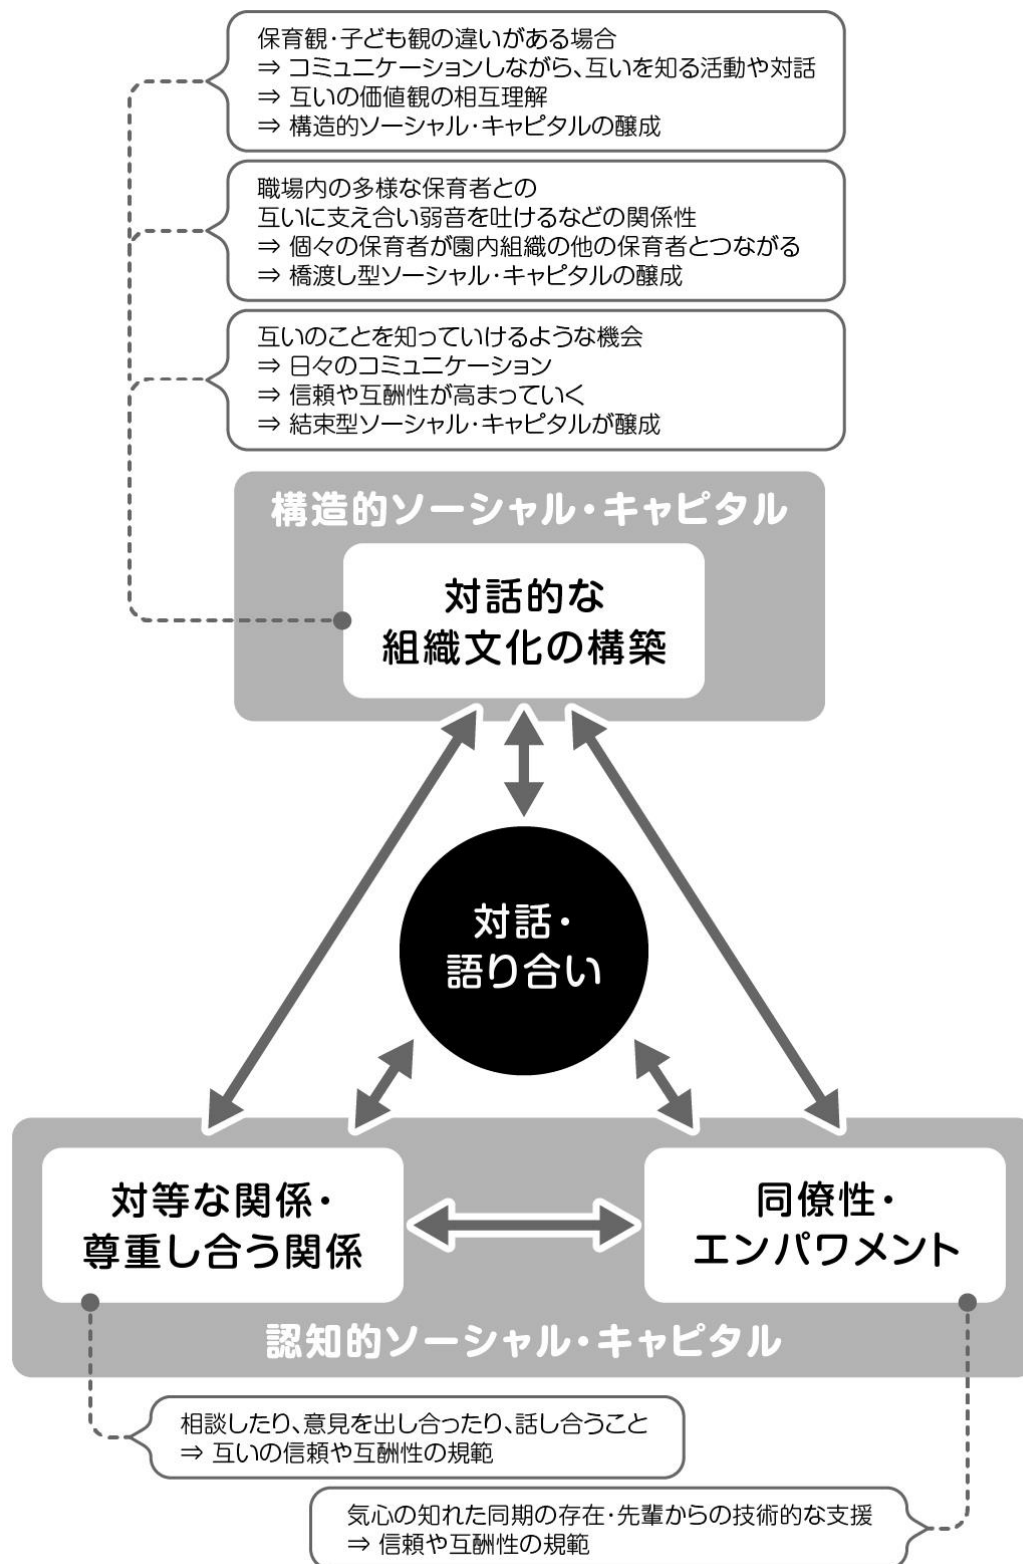 保育観・子ども観の違いがある場合
⇒ コミュニケーションしながら、互いを知る活動や対話
⇒ 互いの価値観の相互理解
⇒ 構造的ソーシャル・キャピタルの醸成
職場内の多様な保育者との
互いに支え合い弱音を吐けるなどの関係性
⇒ 個々の保育者が園内組織の他の保育者とつながる
⇒ 橋渡し型ソーシャル・キャピタルの醸成
互いのことを知っていけるような機会
⇒ 日々のコミュニケーション
⇒ 信頼や互酬性が高まっていく
⇒ 結束型ソーシャル・キャピタルが醸成
構造的ソーシャル・キャピタル
対話的な
組織文化の構築
対話・
語り合い
対等な関係・
尊重し合う関係
同僚性・
エンパワメント
認知的ソーシャル・キャピタル
相談したり、意見を出し合ったり、話し合うこと
⇒ 互いの信頼や互酬性の規範
気心の知れた同期の存在・先輩からの技術的な支援
⇒ 信頼や互酬性の規範